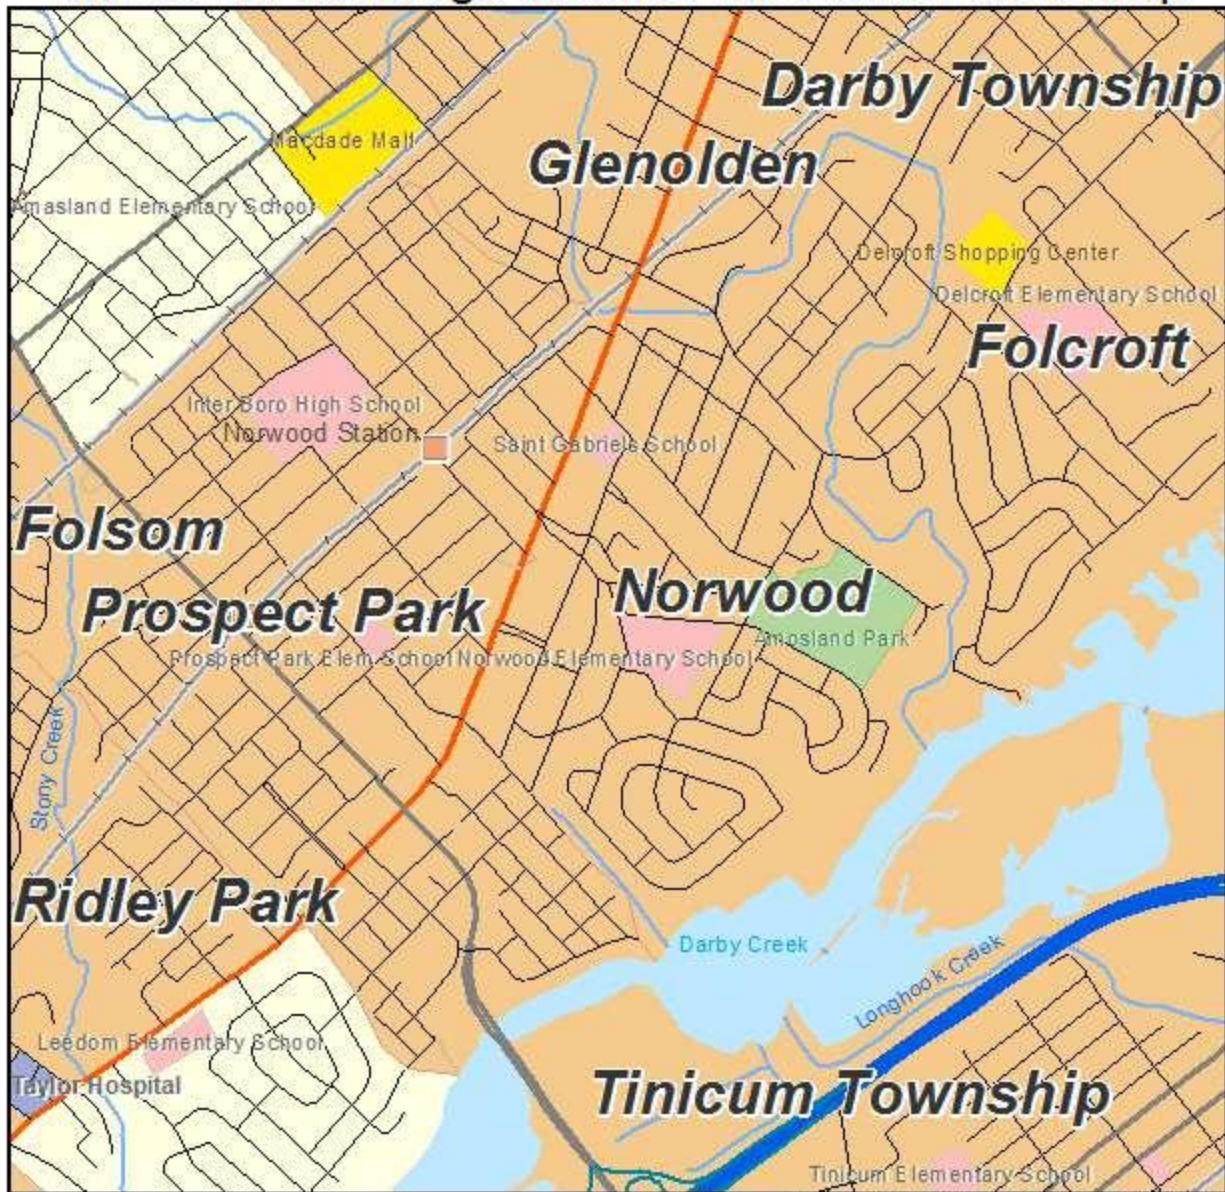 Darby Township
Macdade Mall
Glenolden
Amasland Elementary School
Delcroft Shopping Center
Delcroft Elementary School
Folcroft
Inter Boro High School
Norwood Station
Saint Gabriels School
Folsom
Norwood
Prospect Park
Amosland Park
Prospect Park Elem School
Norwood Elementary School
Stony Creek
Ridley Park
Darby Creek
Longhook Creek
Leedom Elementary School
Taylor Hospital
Tinicum Township
Tinicum Elementary School